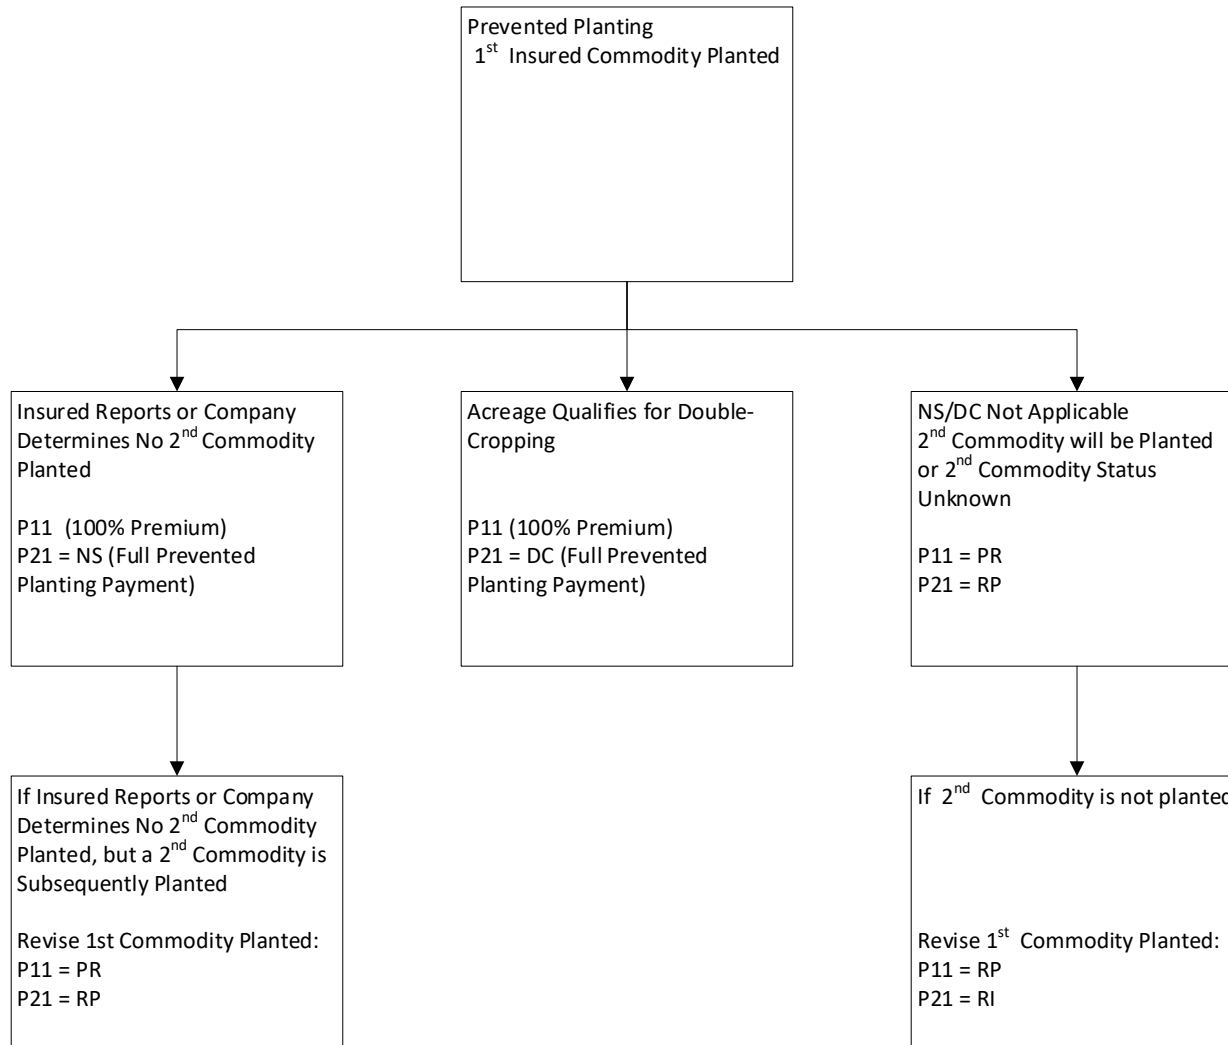 Prevented Planting
1st Insured Commodity Planted
Insured Reports or Company
Determines No 2nd Commodity
Planted
P11 (100% Premium)
P21 = NS (Full Prevented
Planting Payment)
Acreage Qualifies for Double-
Cropping
P11 (100% Premium)
P21 = DC (Full Prevented
Planting Payment)
NS/DC Not Applicable
2nd Commodity will be Planted
or 2nd Commodity Status
Unknown
P11 = PR
P21 = RP
If Insured Reports or Company
Determines No 2nd Commodity
Planted, but a 2nd Commodity is
Subsequently Planted
Revise 1st Commodity Planted:
P11 = PR
P21 = RP
If 2nd Commodity is not planted
Revise 1st Commodity Planted:
P11 = RP
P21 = RI